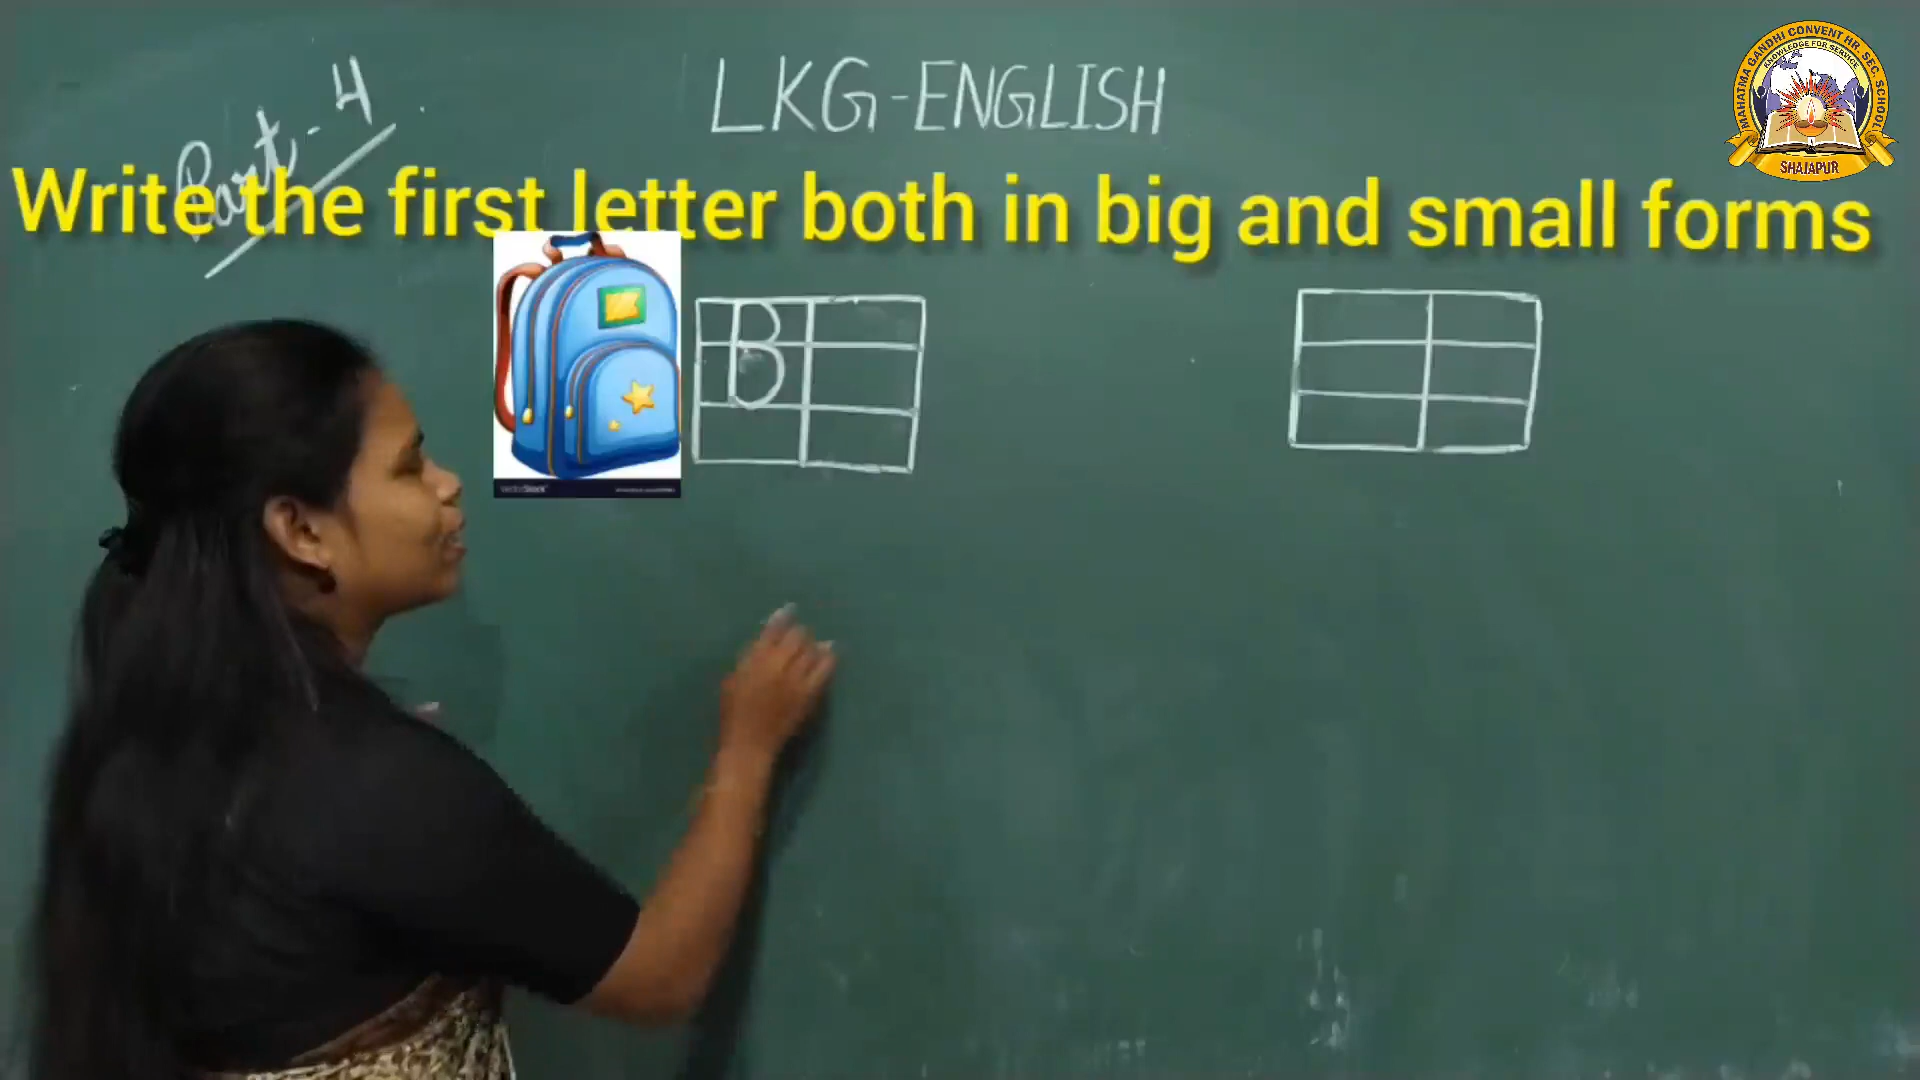 Part-4
LKG-ENGLISH
MAHATMA GANDHI CONVENT HR. SEC. SCHOOL
KNOWLEDGE FOR SERVICE
SHAJAPUR
Write the first letter both in big and small forms
B
VectorStock